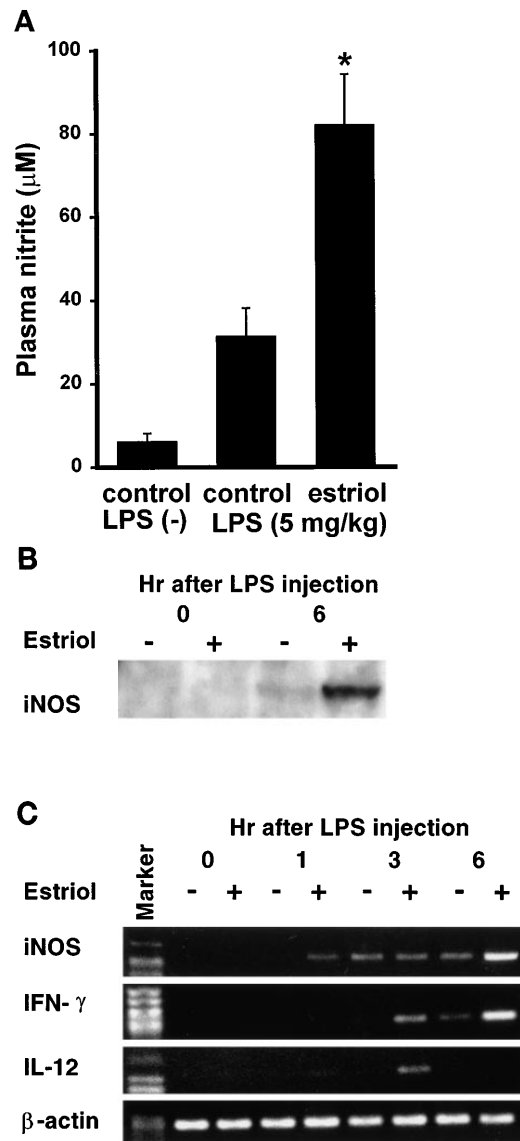 A
Plasma nitrite (μM)
100
80
60
40
20
0
*
control control estriol
LPS (-) LPS (5 mg/kg)
B
Hr after LPS injection
0 6
Estriol - + - +
iNOS
C
Hr after LPS injection
Marker 0 1 3 6
Estriol - + - + - + - +
iNOS
IFN- γ
IL-12
β-actin